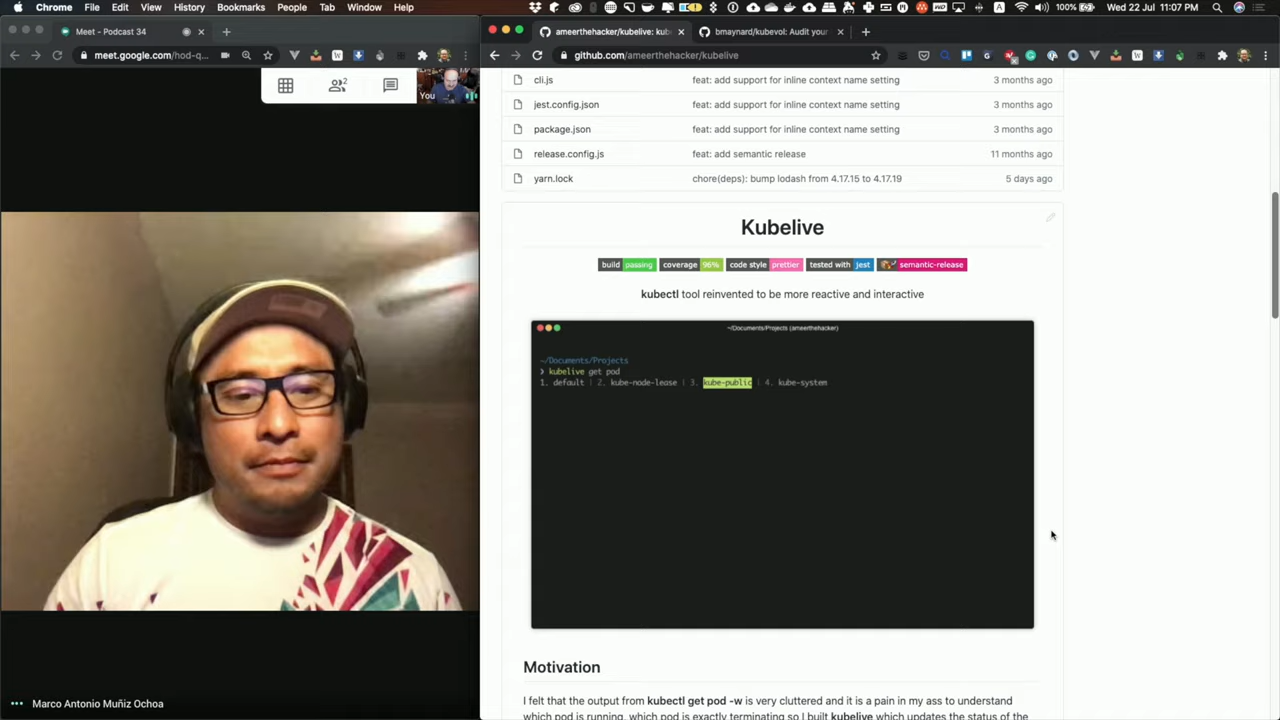 Chrome File Edit View History Bookmarks People Tab Window Help
100% Wed 22 Jul 11:07 PM
Meet - Podcast 34
meet.google.com/hod-q...
2
You
Marco Antonio Muñiz Ochoa
ameerthehacker/kubelive: kub
bmaynard/kubevol: Audit your
github.com/ameerthehacker/kubelive
cli.js feat: add support for inline context name setting 3 months ago
jest.config.json feat: add support for inline context name setting 3 months ago
package.json feat: add support for inline context name setting 3 months ago
release.config.js feat: add semantic release 11 months ago
yarn.lock chore(deps): bump lodash from 4.17.15 to 4.17.19 5 days ago
Kubelive
build passing coverage 96% code style prettier tested with jest semantic-release
kubectl tool reinvented to be more reactive and interactive
~/Documents/Projects (ameerthehacker)
~/Documents/Projects
❯ kubelive get pod
1. default | 2. kube-node-lease | 3. kube-public | 4. kube-system
Motivation
I felt that the output from kubectl get pod -w is very cluttered and it is a pain in my ass to understand
which pod is running, which pod is exactly terminating so I built kubelive which updates the status of the